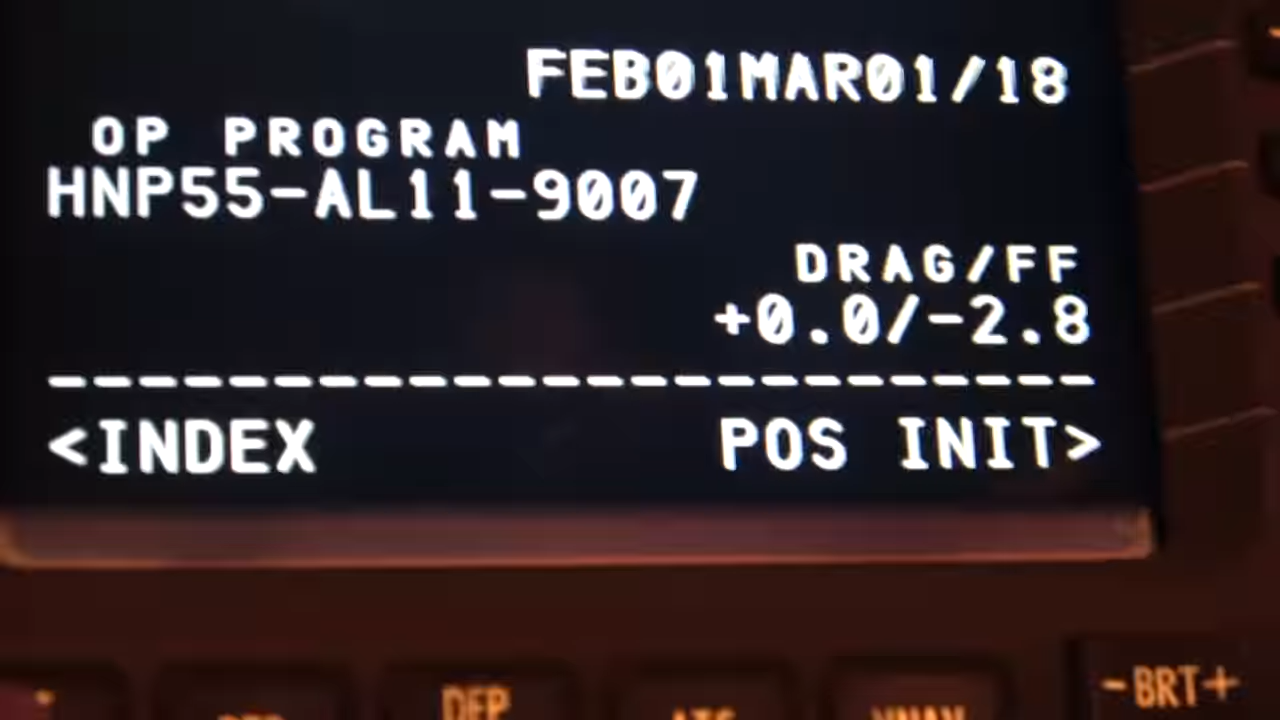 FEB01MAR01/18
OP PROGRAM
HNP55-AL11-9007
DRAG/FF
+0.0/-2.8
------------------------
<INDEX POS INIT>
DEP
-BRT+